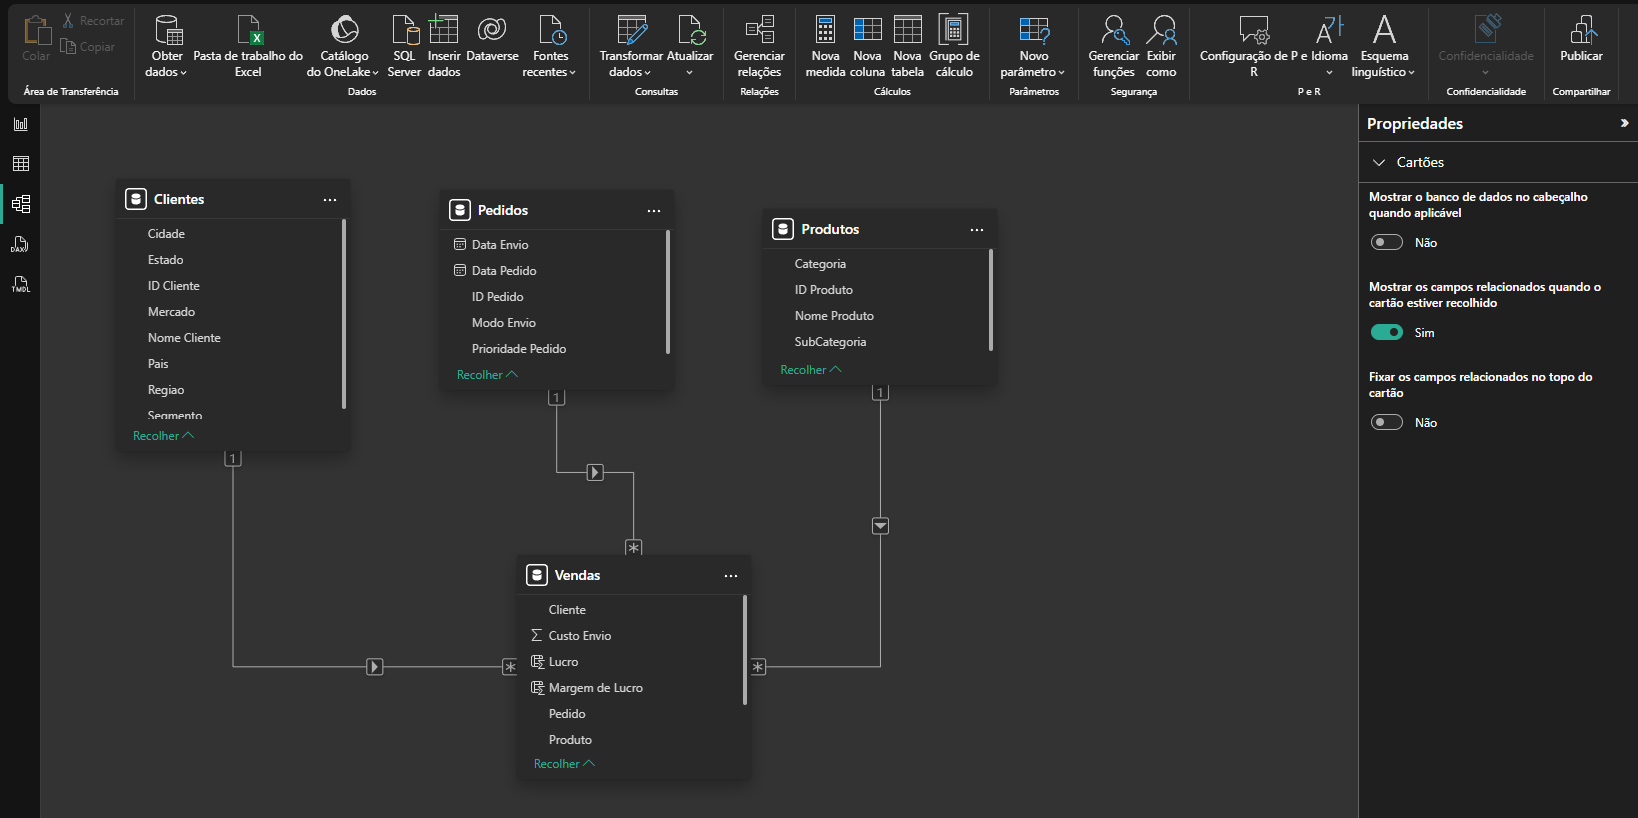 Colar
Recortar
Copiar
Área de Transferência
Obter
dados
Pasta de trabalho do
Excel
Catálogo
do OneLake
SQL
Server
Inserir
dados
Dataverse
Fontes
recentes
Dados
Transformar
dados
Atualizar
Consultas
Gerenciar
relações
Relações
Nova
medida
Nova
coluna
Nova
tabela
Grupo de
cálculo
Cálculos
Novo
parâmetro
Parâmetros
Gerenciar
funções
Exibir
como
Segurança
Configuração de P e
R
Idioma
Esquema
linguístico
P e R
Confidencialidade
Confidencialidade
Publicar
Compartilhar
DAX
TMDL
Clientes
Cidade
Estado
ID Cliente
Mercado
Nome Cliente
Pais
Regiao
Segmento
Recolher
1
Pedidos
Data Envio
Data Pedido
ID Pedido
Modo Envio
Prioridade Pedido
Recolher
1
Produtos
Categoria
ID Produto
Nome Produto
SubCategoria
Recolher
1
*
Vendas
Cliente
Custo Envio
Lucro
Margem de Lucro
Pedido
Produto
Recolher
*
*
Propriedades
Cartões
Mostrar o banco de dados no cabeçalho
quando aplicável
Não
Mostrar os campos relacionados quando o
cartão estiver recolhido
Sim
Fixar os campos relacionados no topo do
cartão
Não